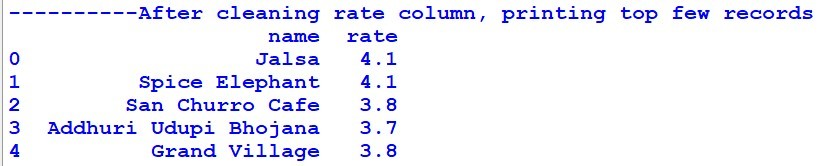 ----------After cleaning rate column, printing top few records
name rate
0 Jalsa 4.1
1 Spice Elephant 4.1
2 San Churro Cafe 3.8
3 Addhuri Udupi Bhojana 3.7
4 Grand Village 3.8